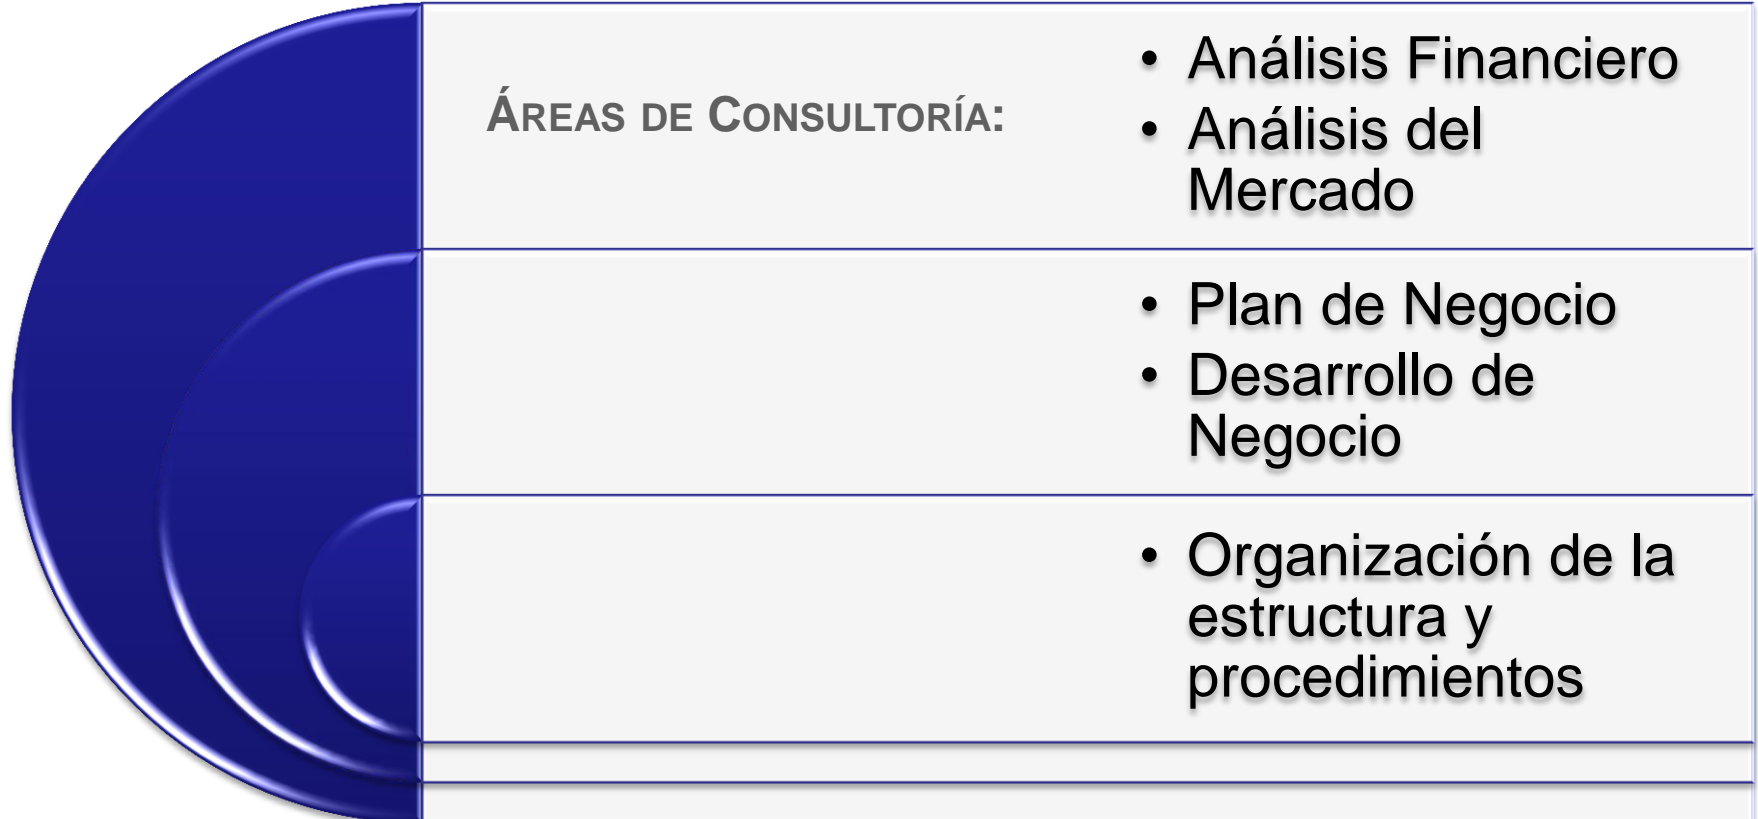 ÁREAS DE CONSULTORÍA:
• Análisis Financiero
• Análisis del
Mercado
• Plan de Negocio
• Desarrollo de
Negocio
• Organización de la
estructura y
procedimientos